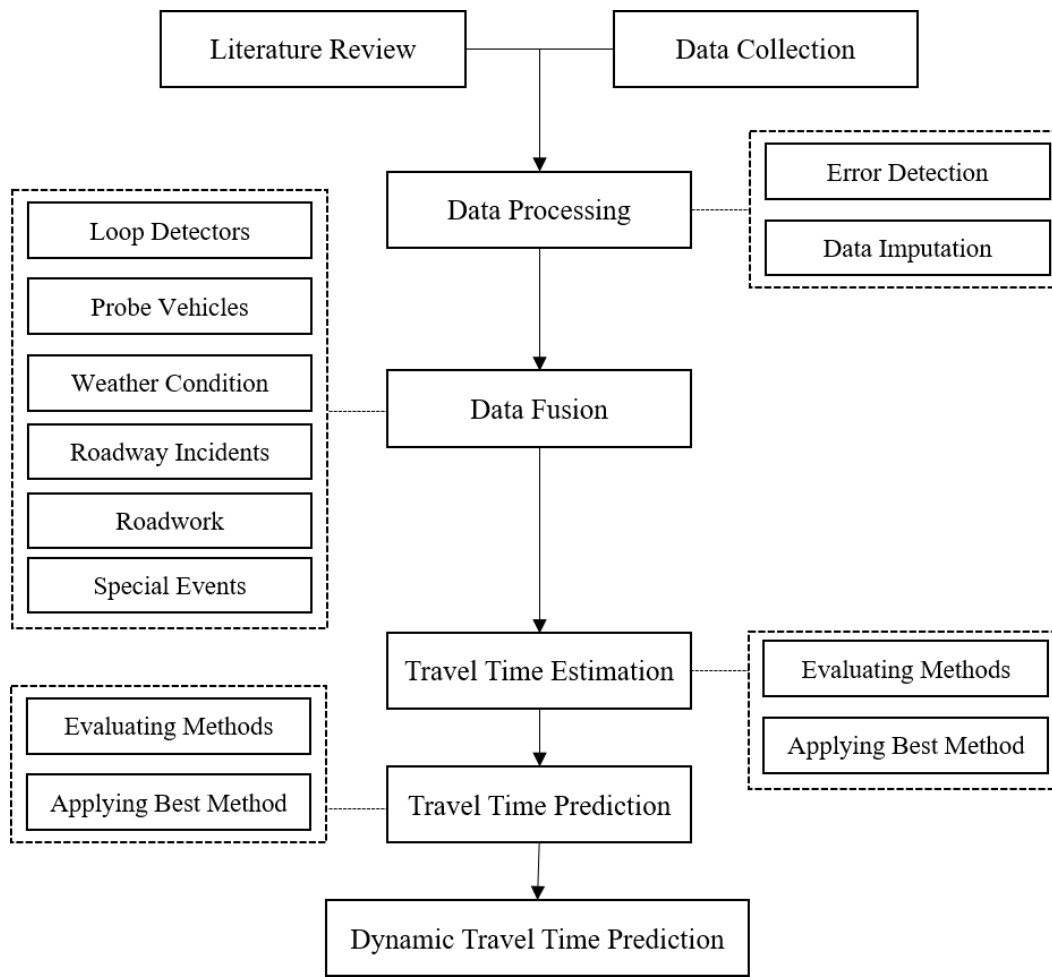 Literature Review
Data Collection
Error Detection
Data Processing
Data Imputation
Loop Detectors
Probe Vehicles
Weather Condition
Data Fusion
Roadway Incidents
Roadwork
Special Events
Travel Time Estimation
Evaluating Methods
Applying Best Method
Evaluating Methods
Applying Best Method
Travel Time Prediction
Dynamic Travel Time Prediction